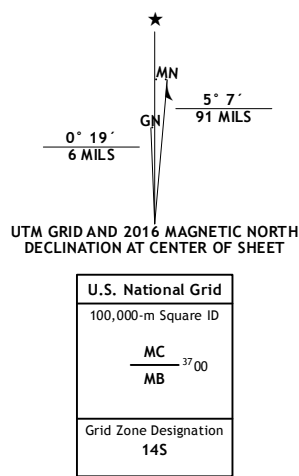 ★
MN
GN
5° 7´
91 MILS
0° 19´
6 MILS
UTM GRID AND 2016 MAGNETIC NORTH
DECLINATION AT CENTER OF SHEET
U.S. National Grid
100,000-m Square ID
MC
3700
MB
Grid Zone Designation
14S